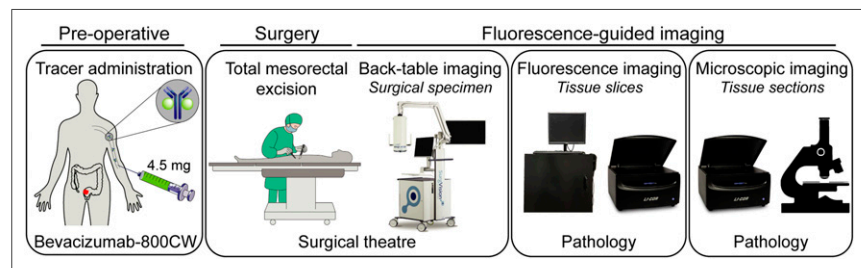 Pre-operative
Surgery
Fluorescence-guided imaging
Tracer administration
4.5 mg
Bevacizumab-800CW
Total mesorectal
excision
Back-table imaging
Surgical specimen
Surgical theatre
Fluorescence imaging
Tissue slices
Pathology
Microscopic imaging
Tissue sections
Pathology